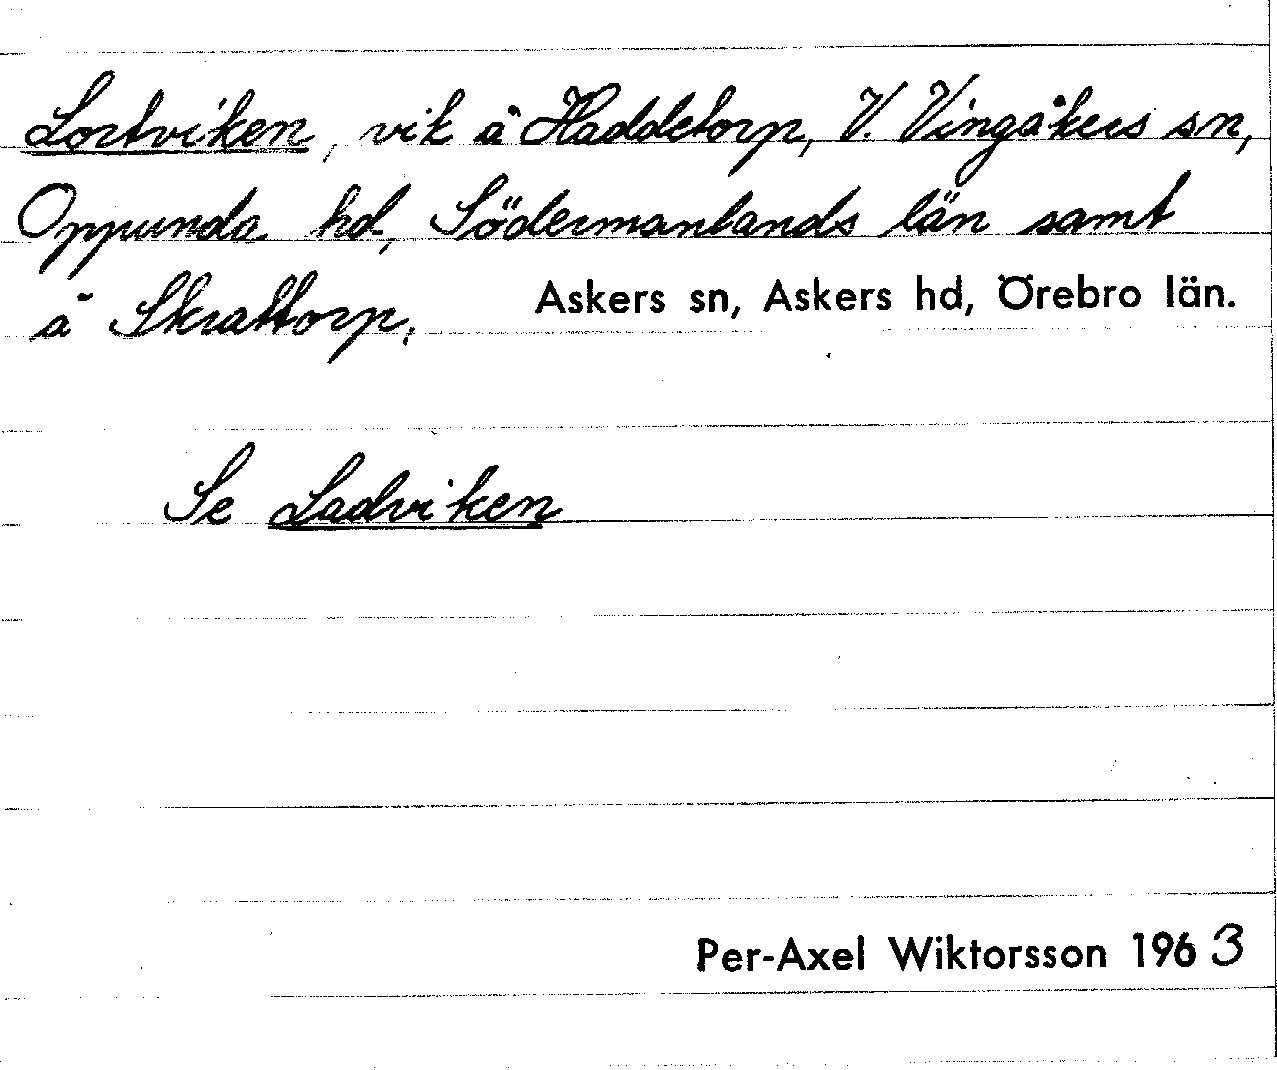 Lortviken, vik å Haddetorp, V. Vingåkers sn,
Oppunda hd, Södermanlands län samt
å Skrattorp, Askers sn, Askers hd, Örebro län.
Se Ladviken
Per-Axel Wiktorsson 1963